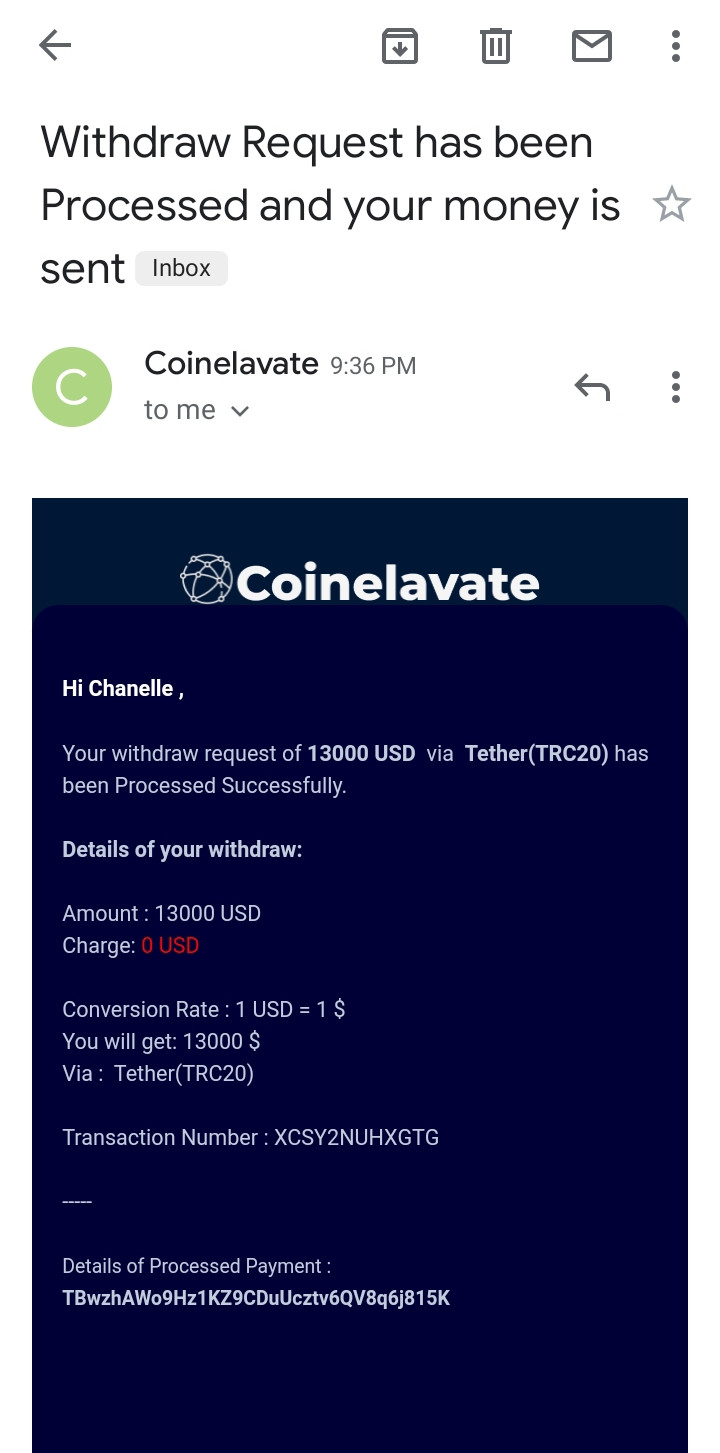 Withdraw Request has been
Processed and your money is
sent Inbox
C
Coinelavate 9:36 PM
to me
Coinelavate
Hi Chanelle ,
Your withdraw request of 13000 USD via Tether(TRC20) has
been Processed Successfully.
Details of your withdraw:
Amount : 13000 USD
Charge: 0 USD
Conversion Rate : 1 USD = 1 $
You will get: 13000 $
Via : Tether(TRC20)
Transaction Number : XCSY2NUHXGTG
-----
Details of Processed Payment :
TBwzhAWo9Hz1KZ9CDuUcztv6QV8q6j815K